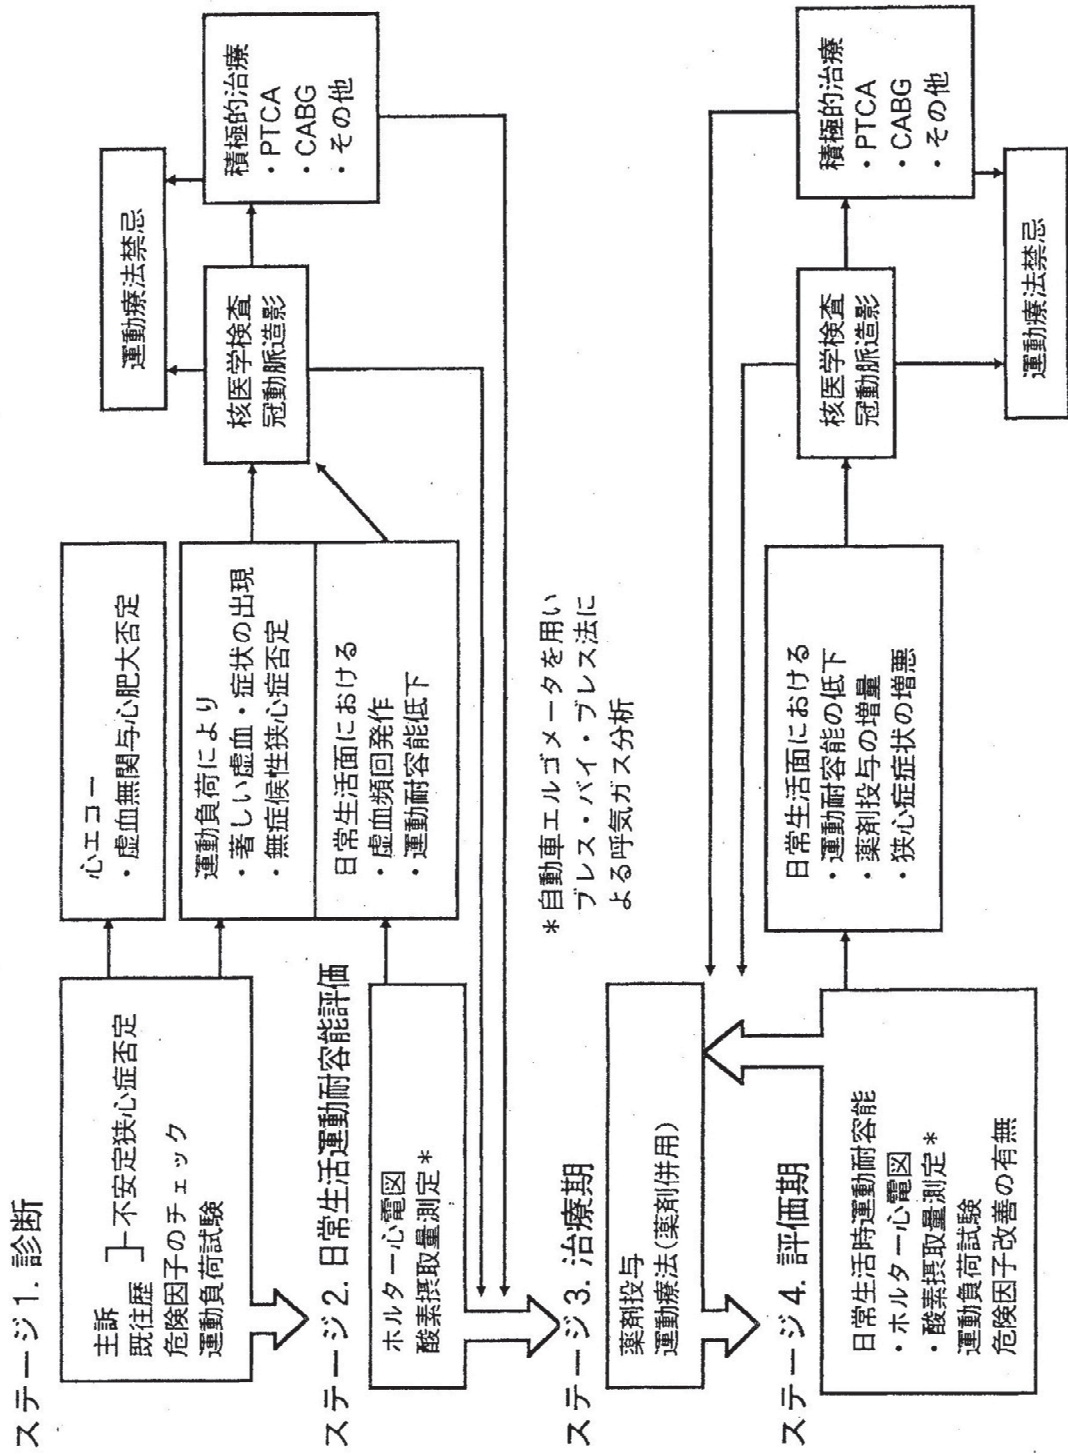 ステージ 1. 診断
主訴
既往歴
不安定狭心症否定
危険因子のチェック
運動負荷試験
心エコー
・虚血無関与心肥大否定
運動負荷により
・著しい虚血・症状の出現
・無症候性狭心症否定
日常生活面における
・虚血頻回発作
・運動耐容能低下
核医学検査
冠動脈造影
運動療法禁忌
積極的治療
・PTCA
・CABG
・その他
ステージ 2. 日常生活運動耐容能評価
ホルター心電図
酸素摂取量測定*
*自動車エルゴメータを用い
ブレス・バイ・ブレス法に
よる呼気ガス分析
ステージ 3. 治療期
薬剤投与
運動療法(薬剤併用)
ステージ 4. 評価期
日常生活時運動耐容能
・ホルター心電図
・酸素摂取量測定*
運動負荷試験
危険因子改善の有無
日常生活面における
・運動耐容能の低下
・薬剤投与の増量
・狭心症症状の増悪
核医学検査
冠動脈造影
積極的治療
・PTCA
・CABG
・その他
運動療法禁忌